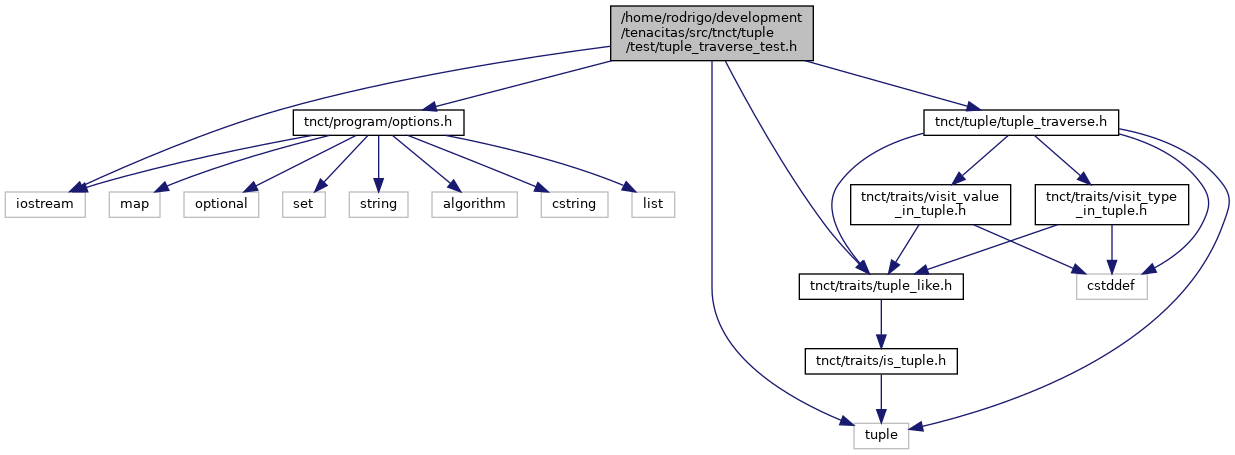 /home/rodrigo/development
/tenacitas/src/tnct/tuple
/test/tuple_traverse_test.h
tnct/program/options.h
tnct/tuple/tuple_traverse.h
iostream
map
optional
set
string
algorithm
cstring
list
tnct/traits/visit_value
_in_tuple.h
tnct/traits/visit_type
_in_tuple.h
tnct/traits/tuple_like.h
cstddef
tnct/traits/is_tuple.h
tuple